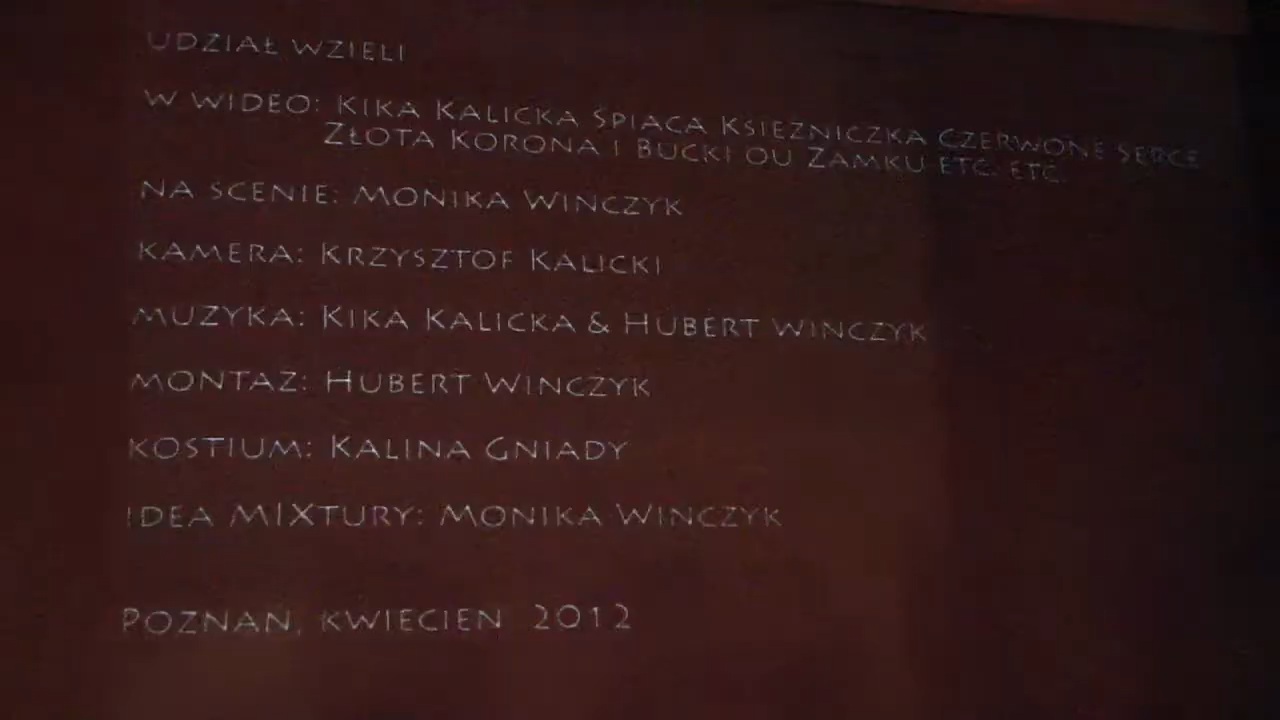 UDZIAŁ WZIELI
W WIDEO: KIKA KALICKA SPIACA KSIEZNICZKA CZERWONE SERCE
ZŁOTA KORONA I BUCKI OU ZAMKU ETC. ETC.
NA SCENIE: MONIKA WINCZYK
KAMERA: KRZYSZTOF KALICKI
MUZYKA: KIKA KALICKA & HUBERT WINCZYK
MONTAZ: HUBERT WINCZYK
KOSTIUM: KALINA GNIADY
IDEA MIXTURY: MONIKA WINCZYK
POZNAN, KWIECIEN 2012